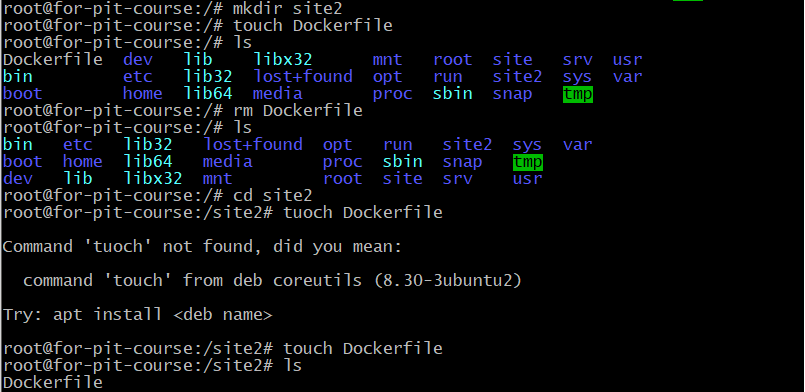 root@for-pit-course:/# mkdir site2
root@for-pit-course:/# touch Dockerfile
root@for-pit-course:/# ls
Dockerfile  dev   lib    libx32      mnt   root  site   srv  usr
bin         etc   lib32  lost+found  opt   run   site2  sys  var
boot        home  lib64  media       proc  sbin  snap   tmp
root@for-pit-course:/# rm Dockerfile
root@for-pit-course:/# ls
bin   etc   lib32   lost+found  opt   run   site2  sys  var
boot  home  lib64   media       proc  sbin  snap   tmp
dev   lib   libx32  mnt         root  site  srv    usr
root@for-pit-course:/# cd site2
root@for-pit-course:/site2# tuoch Dockerfile
Command 'tuoch' not found, did you mean:
  command 'touch' from deb coreutils (8.30-3ubuntu2)
Try: apt install <deb name>
root@for-pit-course:/site2# touch Dockerfile
root@for-pit-course:/site2# ls
Dockerfile